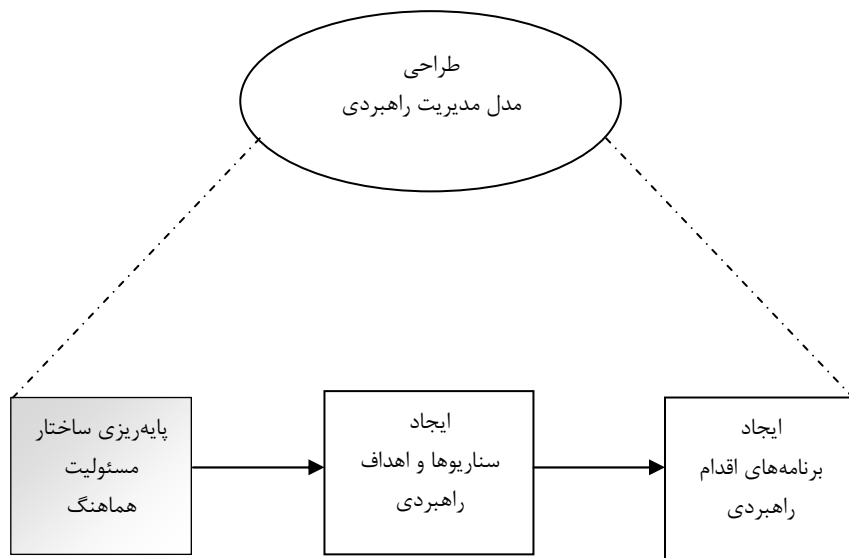 طراحی
مدل مدیریت راهبردی
پایه‌ریزی ساختار
مسئولیت
هماهنگ
ایجاد
سناریوها و اهداف
راهبردی
ایجاد
برنامه‌های اقدام
راهبردی